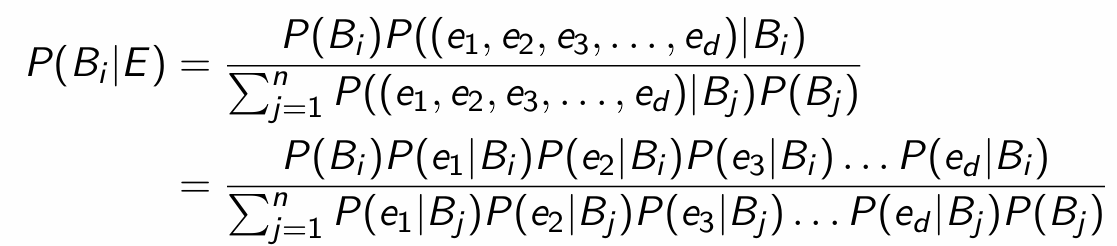 P(B_i|E) = \frac{P(B_i)P((e_1, e_2, e_3, \ldots, e_d)|B_i)}{\sum_{j=1}^{n} P((e_1, e_2, e_3, \ldots, e_d)|B_j)P(B_j)}
= \frac{P(B_i)P(e_1|B_i)P(e_2|B_i)P(e_3|B_i) \ldots P(e_d|B_i)}{\sum_{j=1}^{n} P(e_1|B_j)P(e_2|B_j)P(e_3|B_j) \ldots P(e_d|B_j)P(B_j)}